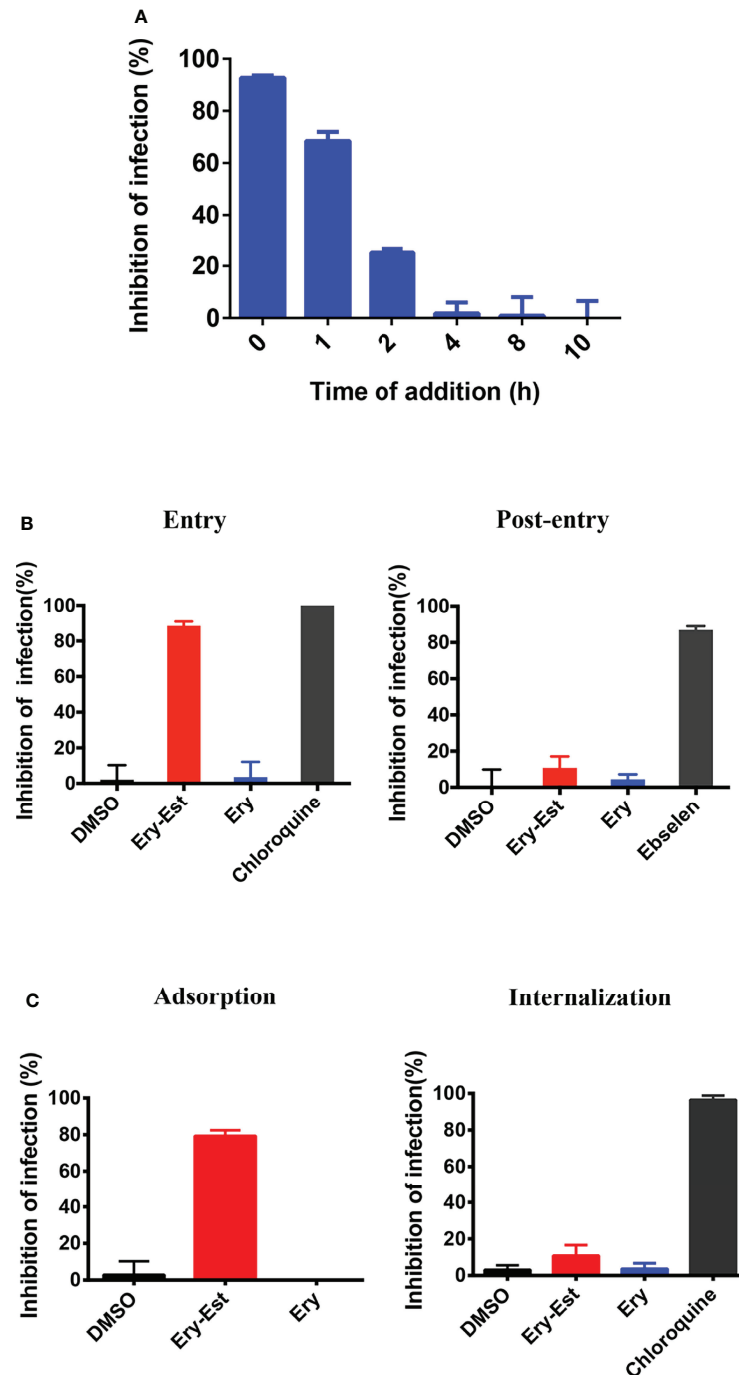 A
Inhibition of infection (%)
100
80
60
40
20
0
0 1 2 4 8 10
Time of addition (h)
B
Entry
Inhibition of infection(%)
100
80
60
40
20
0
DMSO Ery-Est Ery Chloroquine
Post-entry
Inhibition of infection(%)
100
80
60
40
20
0
DMSO Ery-Est Ery Ebselen
C
Adsorption
Inhibition of infection (%)
100
80
60
40
20
0
DMSO Ery-Est Ery
Internalization
Inhibition of infection(%)
100
80
60
40
20
0
DMSO Ery-Est Ery Chloroquine